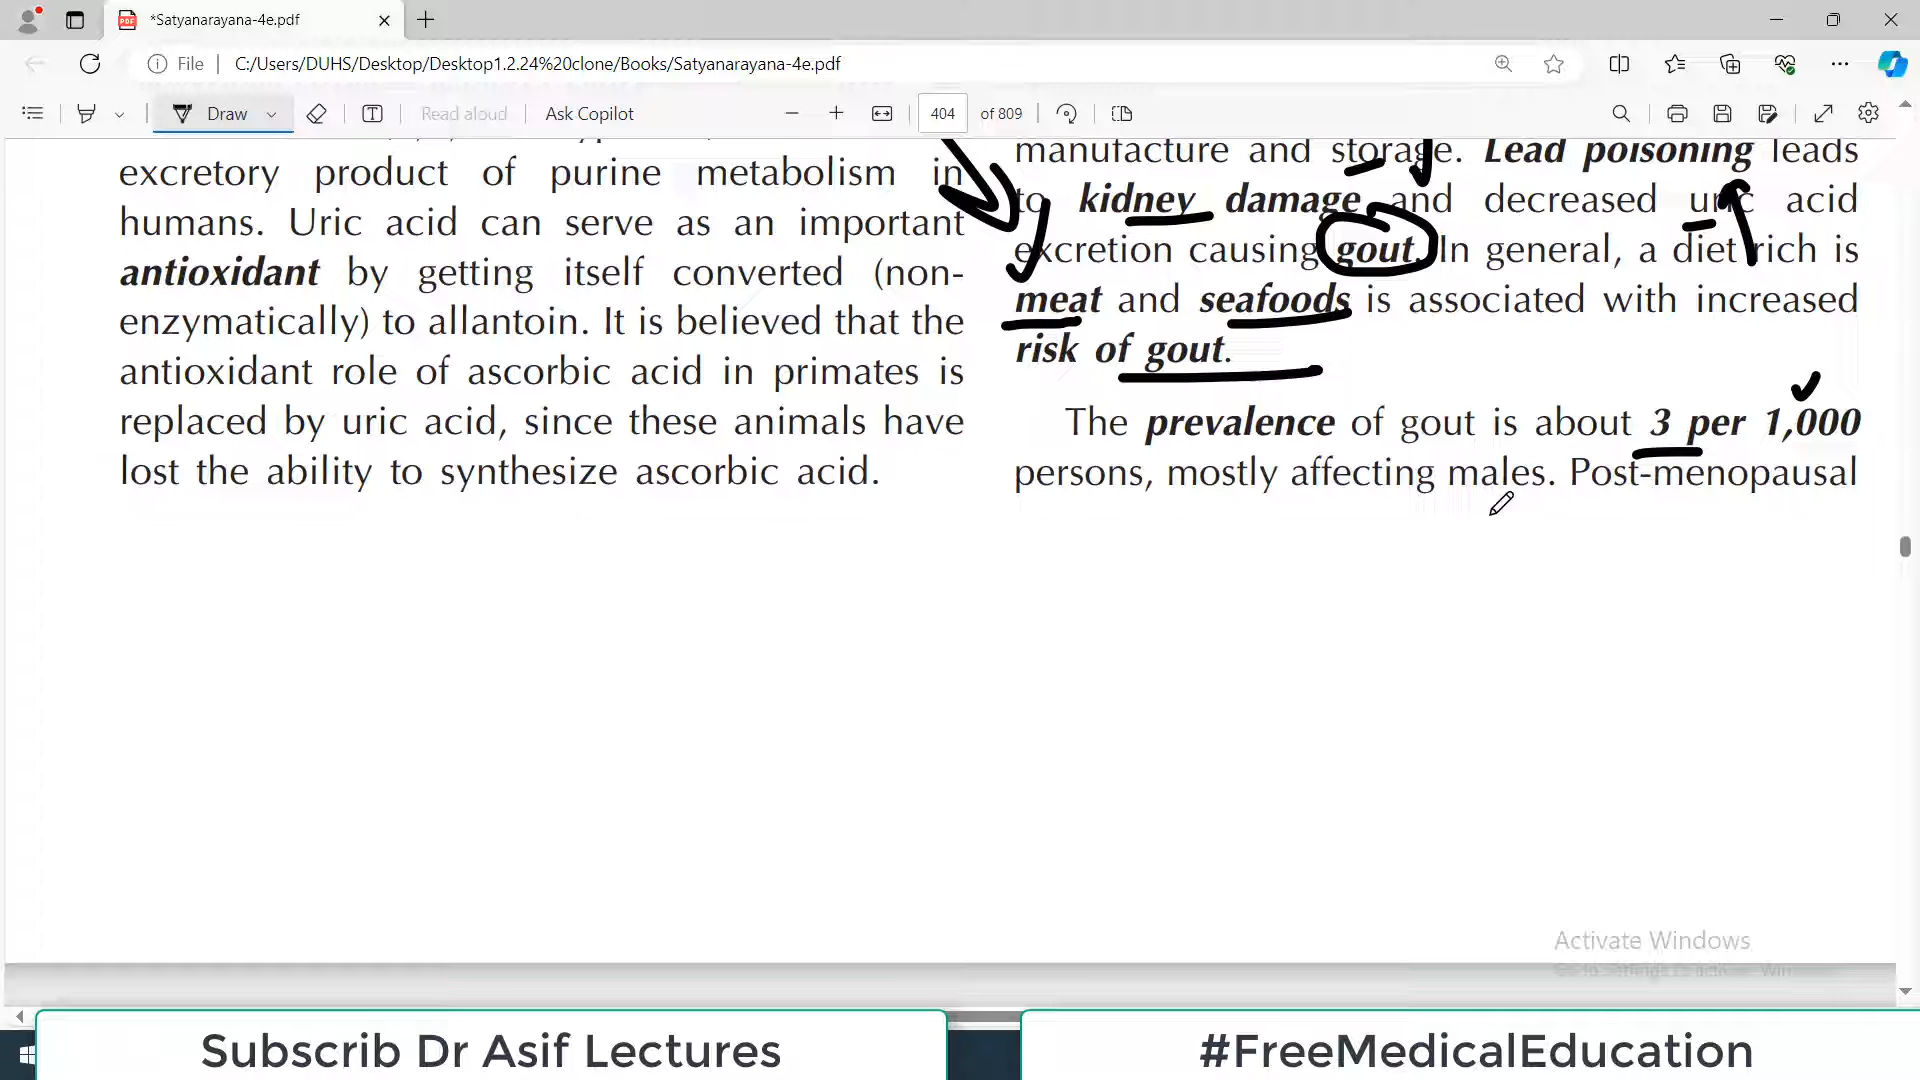 *Satyanarayana-4e.pdf
File
C:/Users/DUHS/Desktop/Desktop1.2.24%20clone/Books/Satyanarayana-4e.pdf
Draw
Read aloud
Ask Copilot
404
of 809
excretory product of purine metabolism in
humans. Uric acid can serve as an important
antioxidant by getting itself converted (non-
enzymatically) to allantoin. It is believed that the
antioxidant role of ascorbic acid in primates is
replaced by uric acid, since these animals have
lost the ability to synthesize ascorbic acid.
manufacture and storage. Lead poisoning leads
to kidney damage and decreased uric acid
excretion causing gout. In general, a diet rich is
meat and seafoods is associated with increased
risk of gout.
The prevalence of gout is about 3 per 1,000
persons, mostly affecting males. Post-menopausal
Activate Windows
Subscrib Dr Asif Lectures
#FreeMedicalEducation